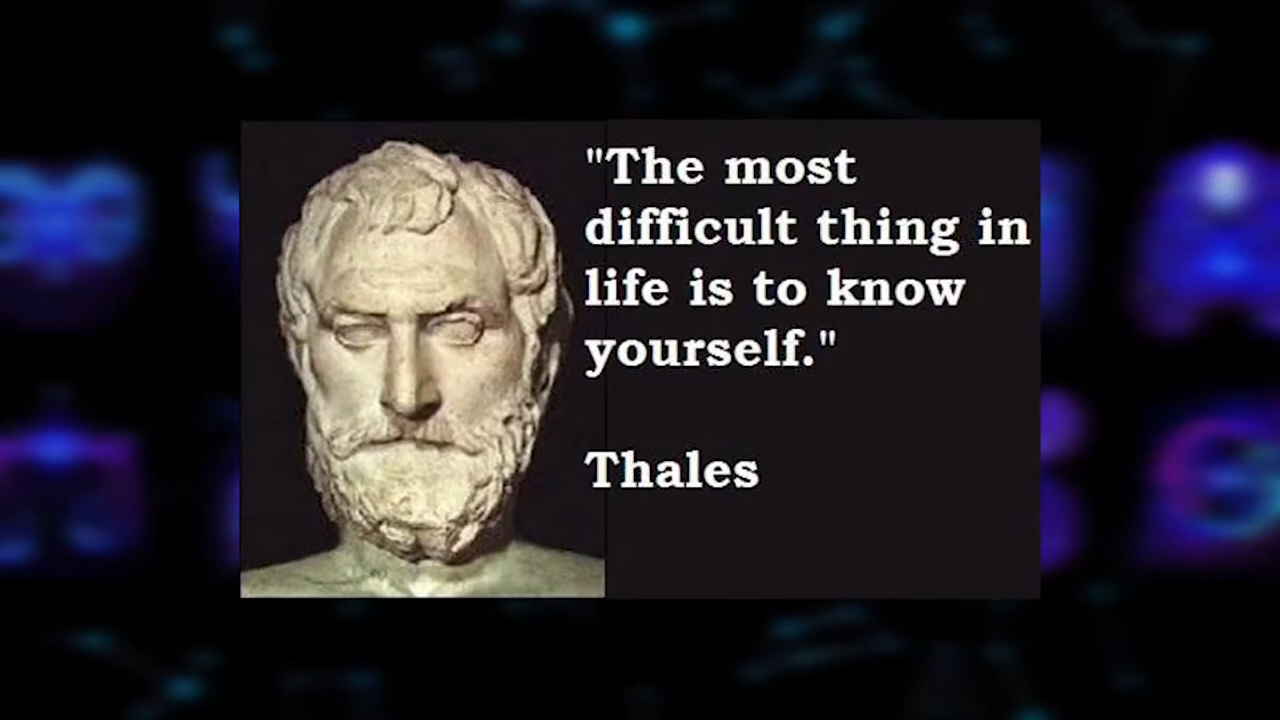 "The most
difficult thing in
life is to know
yourself."
Thales